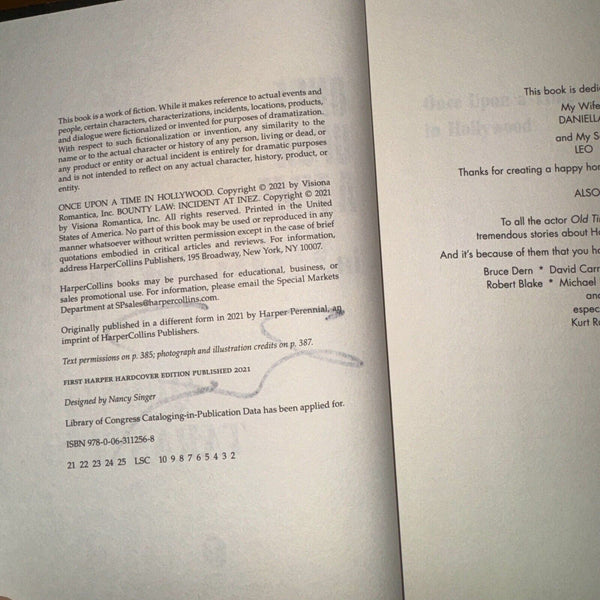 This book is a work of fiction. While it makes reference to actual events and
people, certain characters, characterizations, incidents, locations, products,
and dialogue were fictionalized or invented for purposes of dramatization.
With respect to such fictionalization or invention, any similarity to the
name or to the actual character or history of any person, living or dead, or
any product or entity or actual incident is entirely for dramatic purposes
and is not intended to reflect on any actual character, history, product, or
entity.
ONCE UPON A TIME IN HOLLYWOOD. Copyright © 2021 by Visiona
Romantica, Inc. BOUNTY LAW: INCIDENT AT INEZ. Copyright © 2021
by Visiona Romantica, Inc. All rights reserved. Printed in the United
States of America. No part of this book may be used or reproduced in any
manner whatsoever without written permission except in the case of brief
quotations embodied in critical articles and reviews. For information,
address HarperCollins Publishers, 195 Broadway, New York, NY 10007.
HarperCollins books may be purchased for educational, business, or
sales promotional use. For information, please email the Special Markets
Department at SPsales@harpercollins.com.
Originally published in a different form in 2021 by Harper Perennial, an
imprint of HarperCollins Publishers.
Text permissions on p. 385; photograph and illustration credits on p. 387.
FIRST HARPER HARDCOVER EDITION PUBLISHED 2021
Designed by Nancy Singer
Library of Congress Cataloging-in-Publication Data has been applied for.
ISBN 978-0-06-311256-8
21 22 23 24 25 LSC 10 9 8 7 6 5 4 3 2
This book is dedi
My Wife
DANIELLA
and My S
LEO
Thanks for creating a happy hom
ALSO
To all the actor Old Ti
tremendous stories about Ho
And it's because of them that you ho
Bruce Dern * David Carr
Robert Blake * Michael
and
espec
Kurt Ru